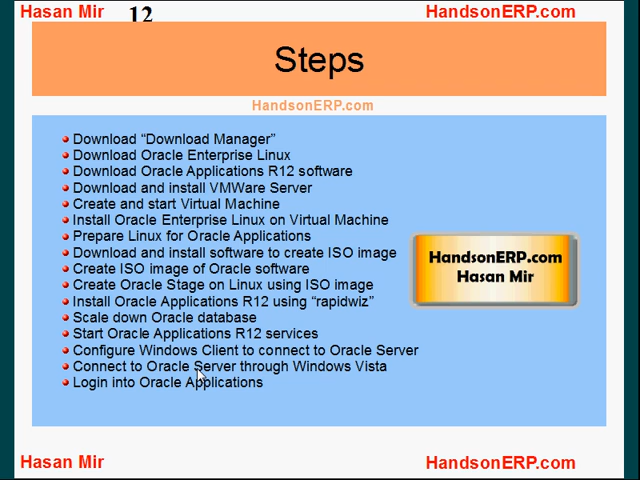 Hasan Mir
12
HandsonERP.com
Steps
HandsonERP.com
Download “Download Manager”
Download Oracle Enterprise Linux
Download Oracle Applications R12 software
Download and install VMWare Server
Create and start Virtual Machine
Install Oracle Enterprise Linux on Virtual Machine
Prepare Linux for Oracle Applications
Download and install software to create ISO image
Create ISO image of Oracle software
Create Oracle Stage on Linux using ISO image
Install Oracle Applications R12 using “rapidwiz”
Scale down Oracle database
Start Oracle Applications R12 services
Configure Windows Client to connect to Oracle Server
Connect to Oracle Server through Windows Vista
Login into Oracle Applications
HandsonERP.com
Hasan Mir
Hasan Mir
HandsonERP.com